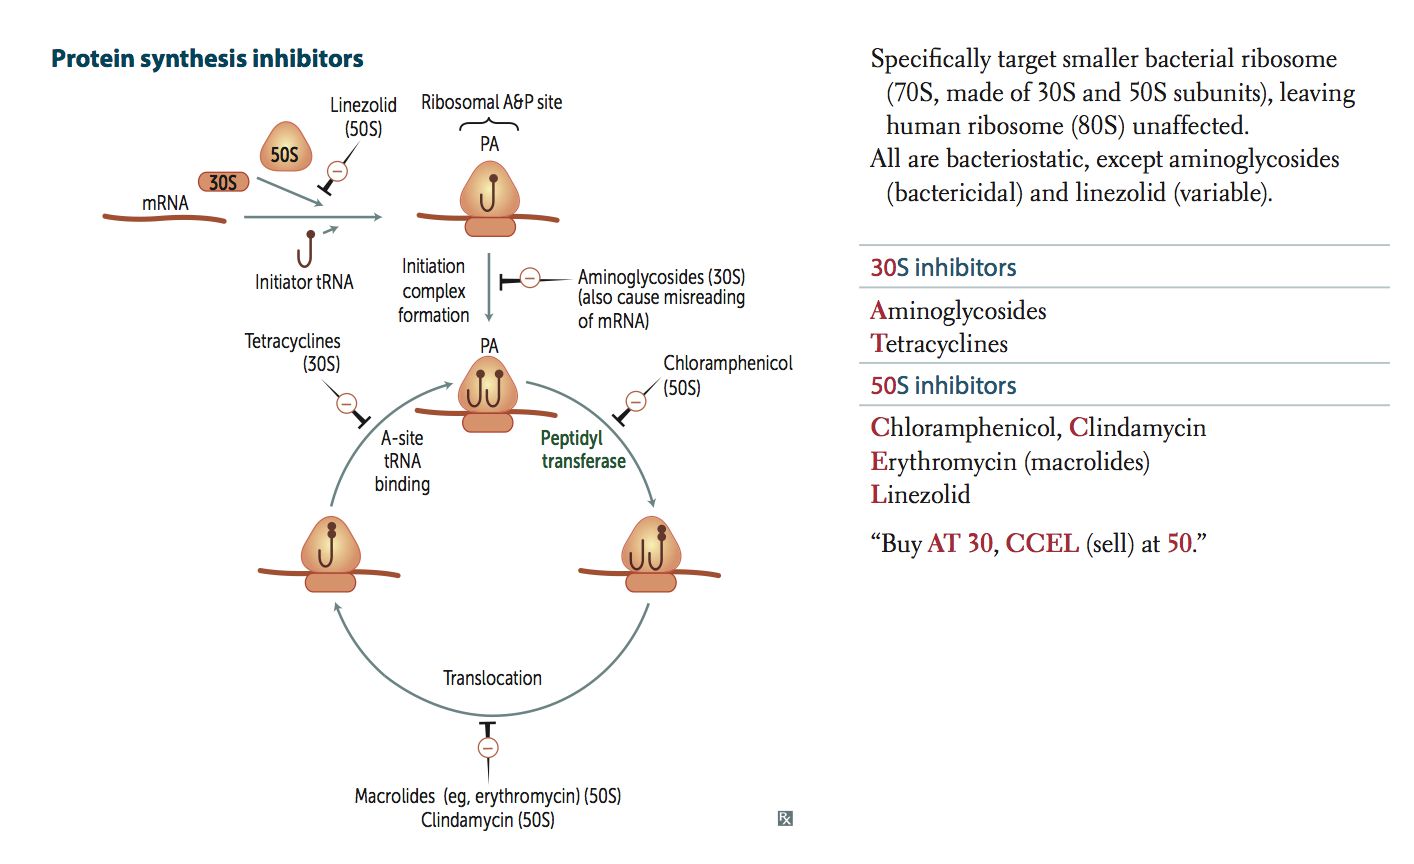 Protein synthesis inhibitors
Linezolid
(50S)
Ribosomal A&P site
PA
50S
30S
mRNA
Initiator tRNA
Initiation
complex
formation
Aminoglycosides (30S)
(also cause misreading
of mRNA)
Tetracyclines
(30S)
PA
Chloramphenicol
(50S)
A-site
tRNA
binding
Peptidyl
transferase
Translocation
Macrolides (eg, erythromycin) (50S)
Clindamycin (50S)
Rx
Specifically target smaller bacterial ribosome
(70S, made of 30S and 50S subunits), leaving
human ribosome (80S) unaffected.
All are bacteriostatic, except aminoglycosides
(bactericidal) and linezolid (variable).
30S inhibitors
Aminoglycosides
Tetracyclines
50S inhibitors
Chloramphenicol, Clindamycin
Erythromycin (macrolides)
Linezolid
“Buy AT 30, CCEL (sell) at 50.”